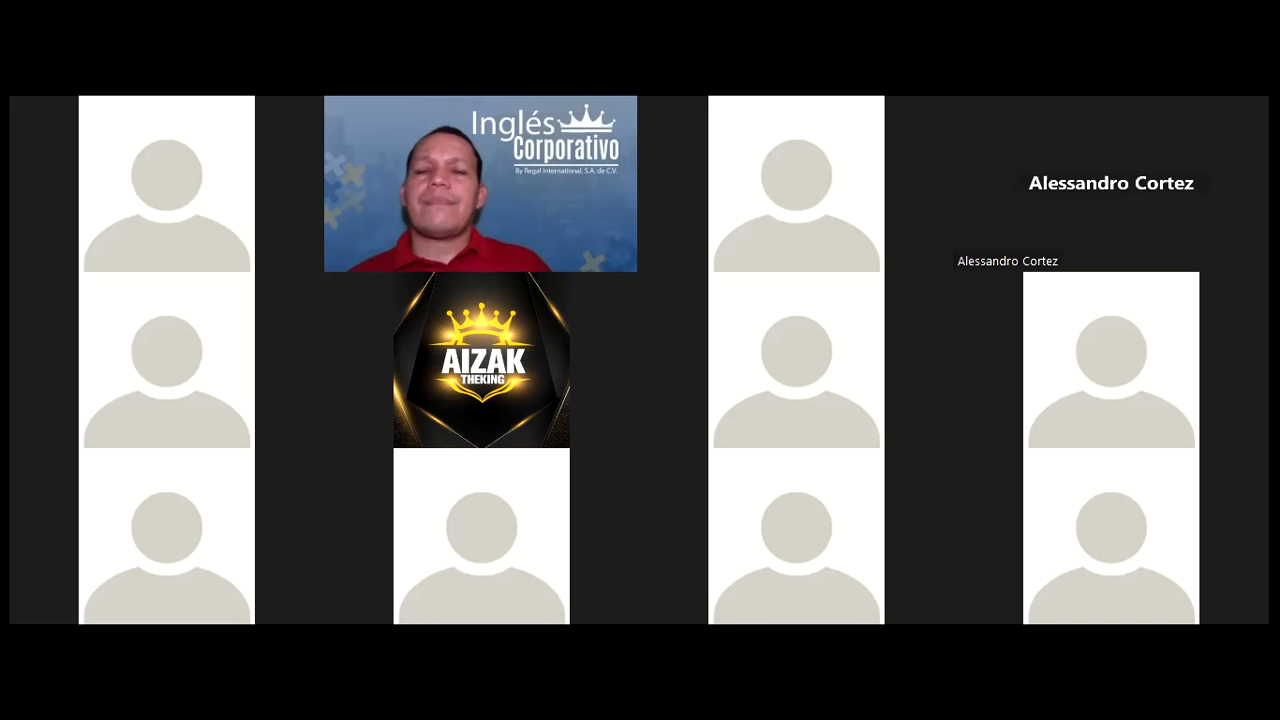 Inglés
Corporativo
By Regal International, S.A. de C.V.
Alessandro Cortez
Alessandro Cortez
AIZAK
THEKING